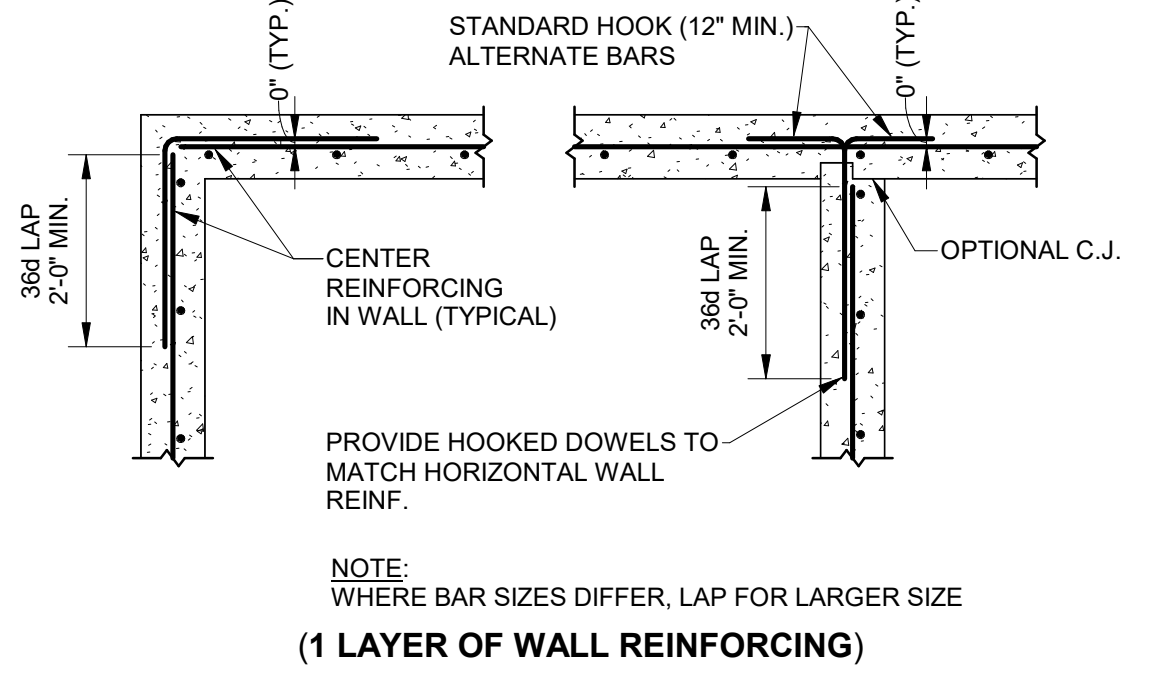 0" (TYP.)
STANDARD HOOK (12" MIN.)
ALTERNATE BARS
0" (TYP.)
36d LAP
2'-0" MIN.
CENTER
REINFORCING
IN WALL (TYPICAL)
36d LAP
2'-0" MIN.
OPTIONAL C.J.
PROVIDE HOOKED DOWELS TO
MATCH HORIZONTAL WALL
REINF.
NOTE:
WHERE BAR SIZES DIFFER, LAP FOR LARGER SIZE
(1 LAYER OF WALL REINFORCING)